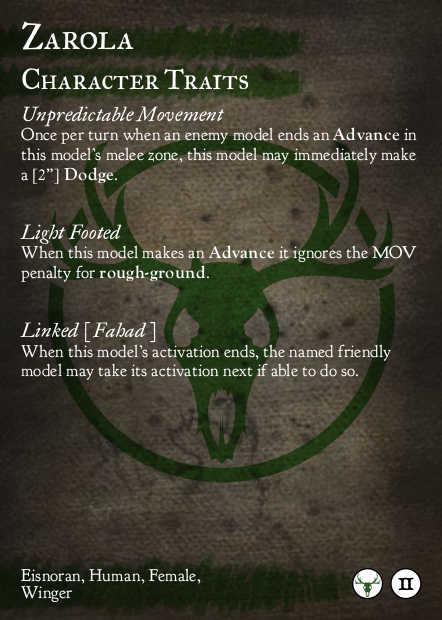 Zarola
Character Traits
Unpredictable Movement
Once per turn when an enemy model ends an Advance in
this model's melee zone, this model may immediately make
a [2"] Dodge.
Light Footed
When this model makes an Advance it ignores the MOV
penalty for rough-ground.
Linked [Fahad ]
When this model's activation ends, the named friendly
model may take its activation next if able to do so.
Eisnoran, Human, Female,
Winger
II